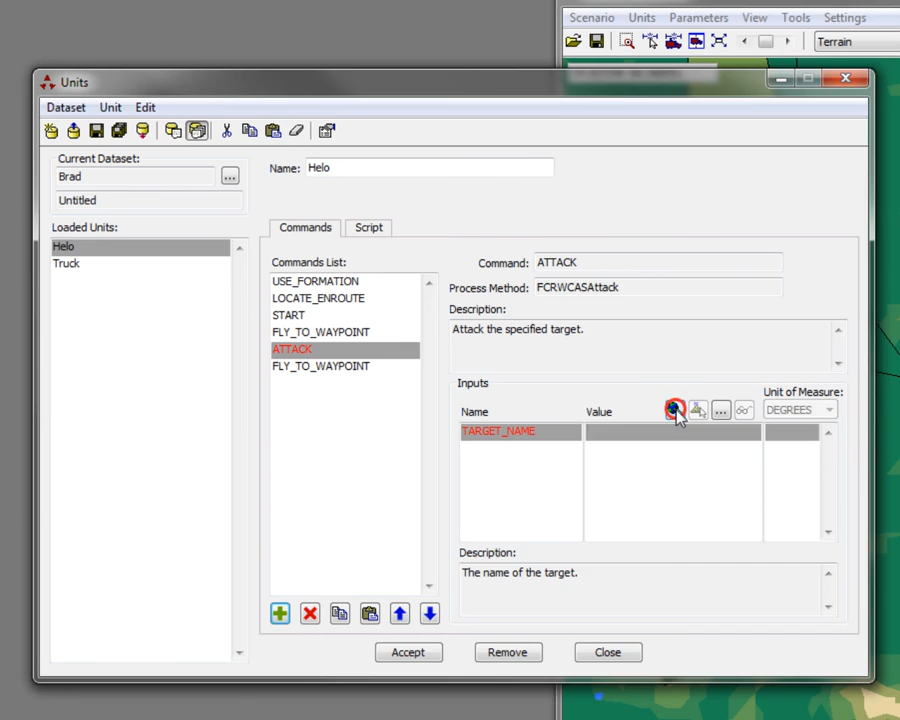 Scenario Units Parameters View Tools Settings
Terrain
Units
Dataset Unit Edit
Current Dataset:
Brad
...
Untitled
Loaded Units:
Helo
Truck
Name: Helo
Commands Script
Commands List:
USE_FORMATION
LOCATE_ENROUTE
START
FLY_TO_WAYPOINT
ATTACK
FLY_TO_WAYPOINT
Command: ATTACK
Process Method: FCRWCASAttack
Description:
Attack the specified target.
Inputs
Unit of Measure:
Name Value ... DEGREES
TARGET_NAME
Description:
The name of the target.
Accept Remove Close